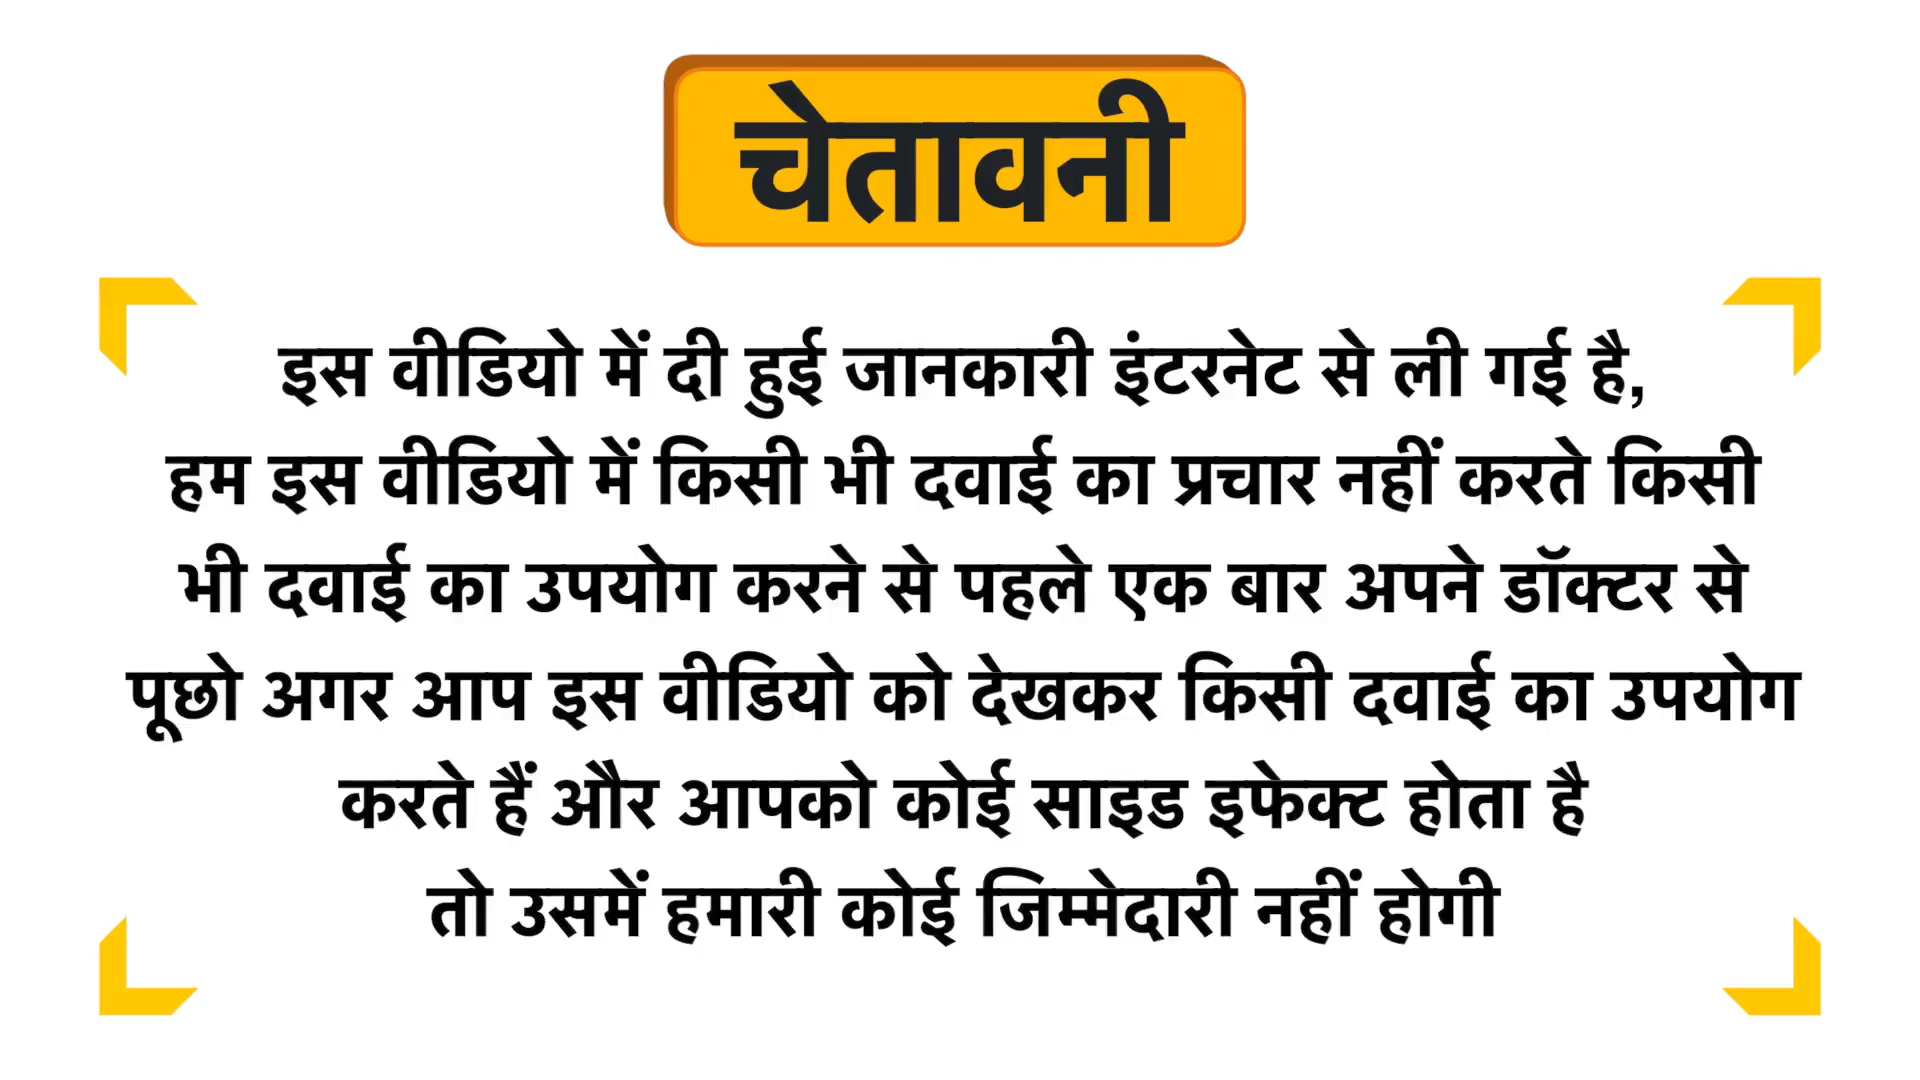 चेतावनी
इस वीडियो में दी हुई जानकारी इंटरनेट से ली गई है,
हम इस वीडियो में किसी भी दवाई का प्रचार नहीं करते किसी
भी दवाई का उपयोग करने से पहले एक बार अपने डॉक्टर से
पूछो अगर आप इस वीडियो को देखकर किसी दवाई का उपयोग
करते हैं और आपको कोई साइड इफेक्ट होता है
तो उसमें हमारी कोई जिम्मेदारी नहीं होगी